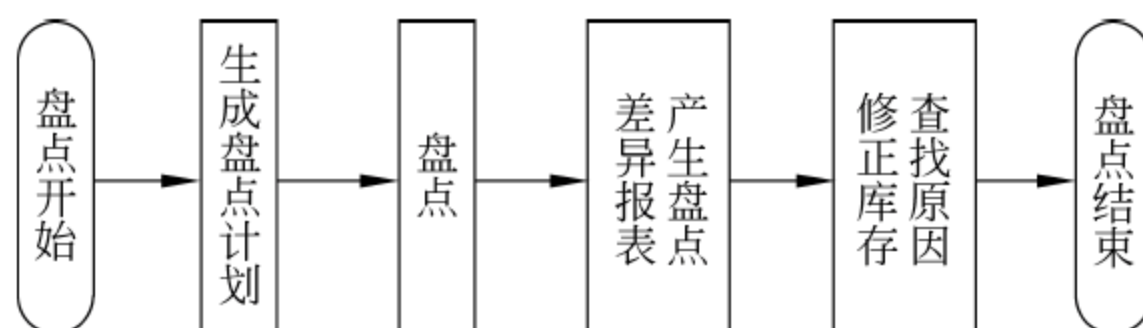 盘点开始
生成盘点计划
盘点
产生盘点
差异报表
查找原因
修正库存
盘点结束